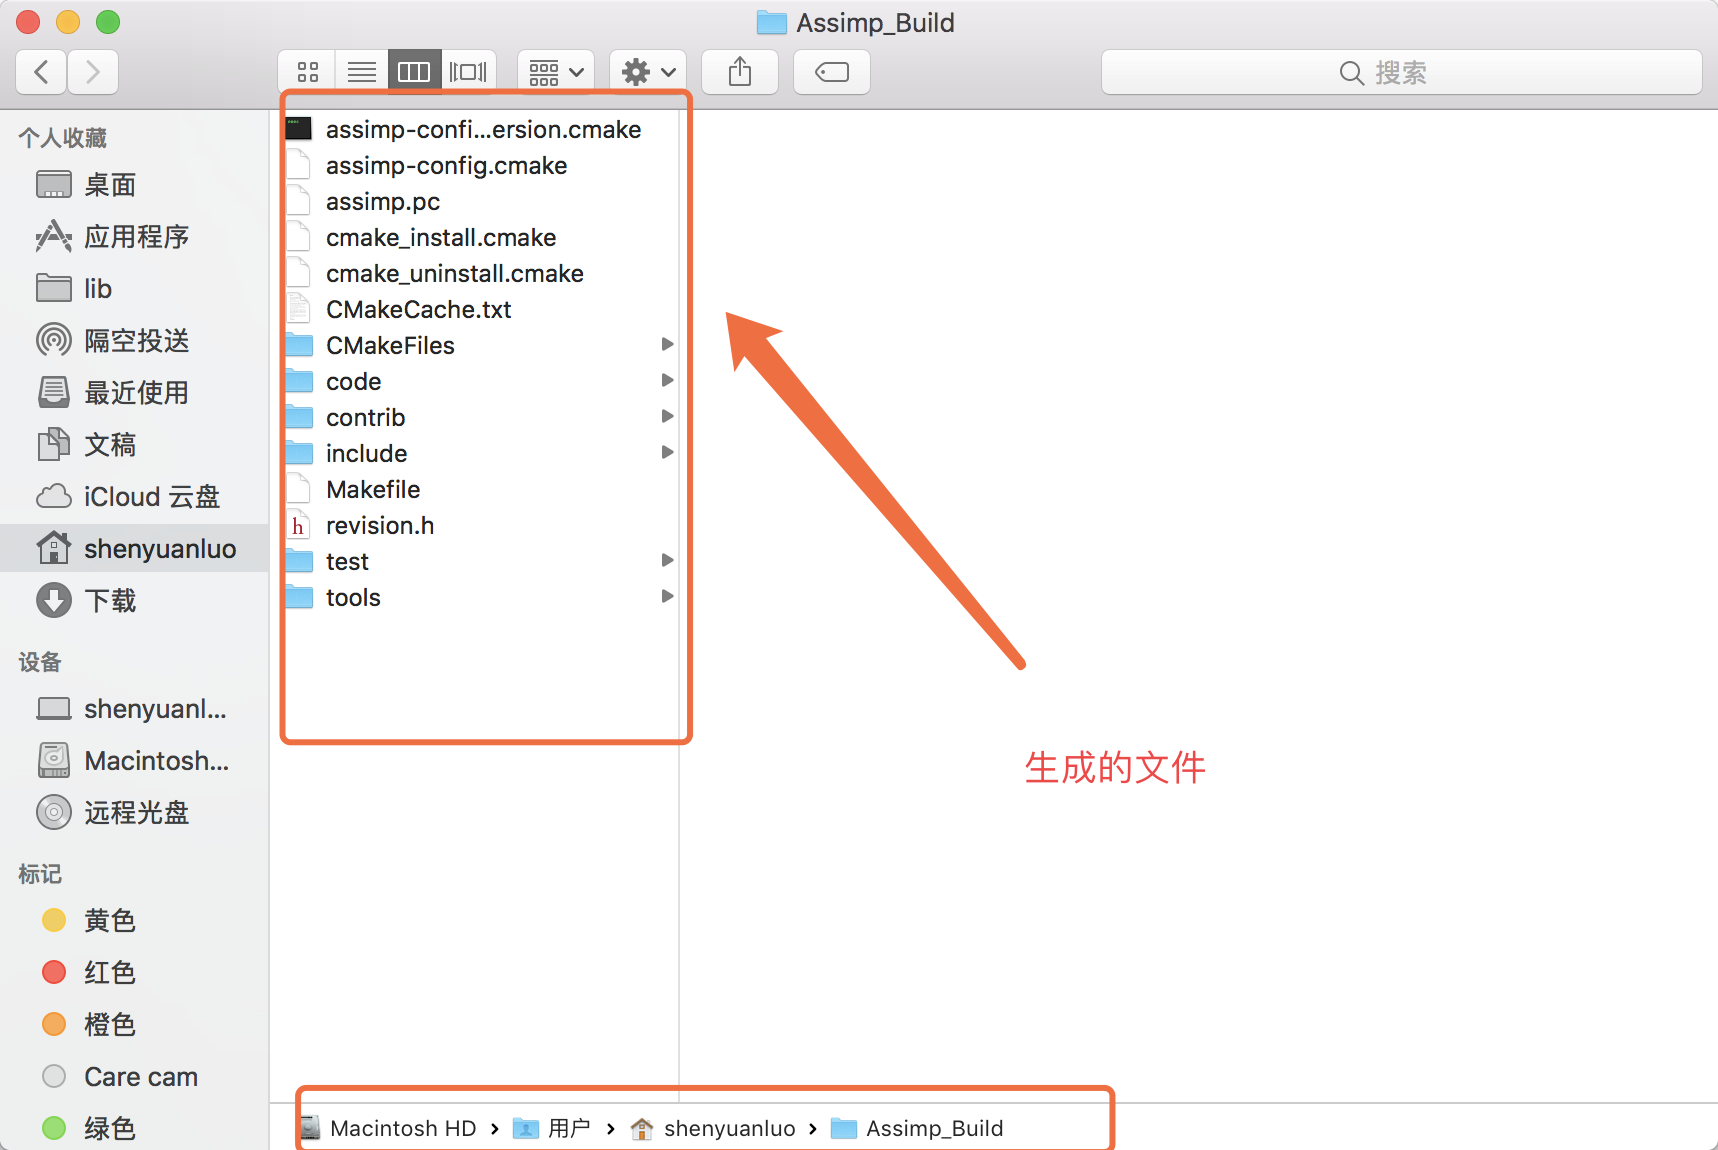 Assimp_Build
搜索
个人收藏
桌面
应用程序
lib
隔空投送
最近使用
文稿
iCloud 云盘
shenyuanluo
下载
设备
shenyuanl...
Macintosh...
远程光盘
标记
黄色
红色
橙色
Care cam
绿色
assimp-confi...ersion.cmake
assimp-config.cmake
assimp.pc
cmake_install.cmake
cmake_uninstall.cmake
CMakeCache.txt
CMakeFiles
code
contrib
include
Makefile
h revision.h
test
tools
生成的文件
Macintosh HD › 用户 › shenyuanluo › Assimp_Build